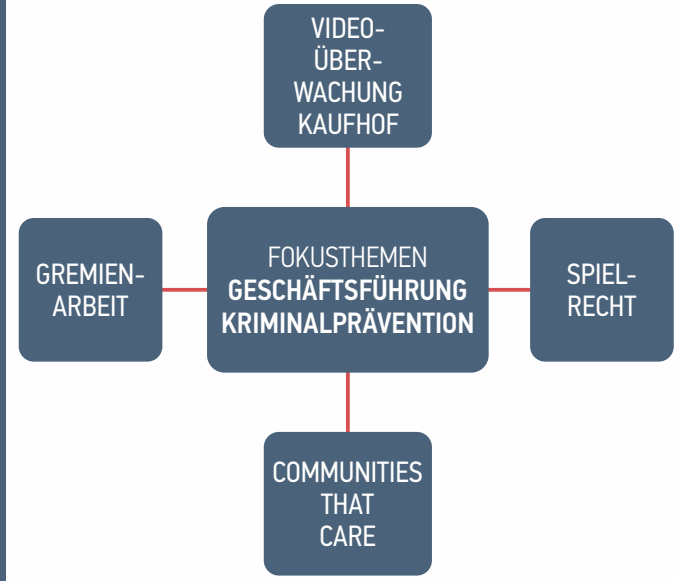 VIDEO-
ÜBER-
WACHUNG
KAUFHOF
GREMIEN-
ARBEIT
FOKUSTHEMEN
GESCHÄFTSFÜHRUNG
KRIMINALPRÄVENTION
SPIEL-
RECHT
COMMUNITIES
THAT
CARE